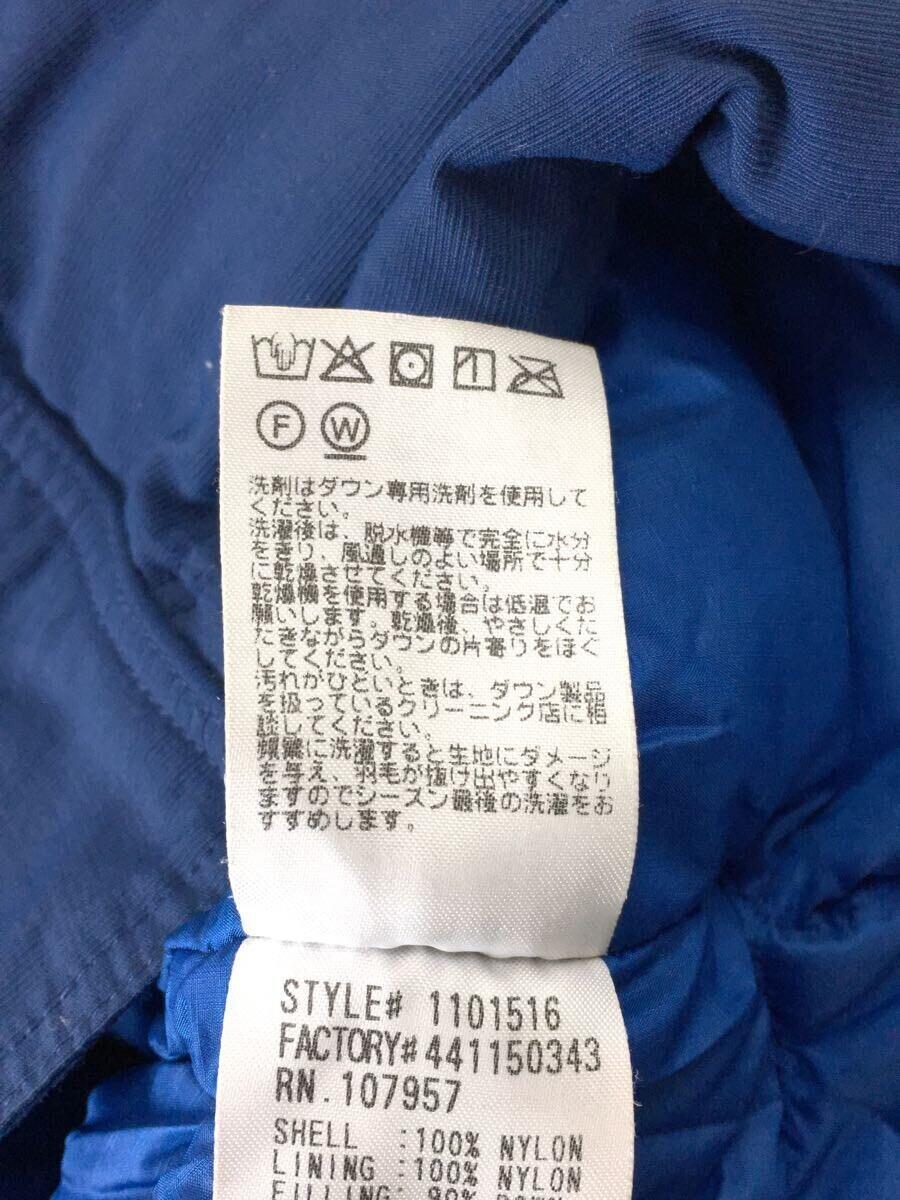 F W
洗剤はダウン専用洗剤を使用して
ください。
洗濯後は、脱水機等で完全に水分
をきり、風通しのよい場所で十分
に乾燥させてください。
乾燥機を使用する場合は低温でお
願いします。乾燥後、やさしくた
たきながらダウンの片寄りをほぐ
してください。
汚れがひどいときは、ダウン製品
を扱っているクリーニング店に相
談してください。
頻繁に洗濯すると生地にダメージ
を与え、羽毛が抜け出やすくなり
ますのでシーズン最後の洗濯をお
すすめします。
STYLE# 1101516
FACTORY#441150343
RN.107957
SHELL :100% NYLON
LINING :100% NYLON
FILLING: 90% DOWN